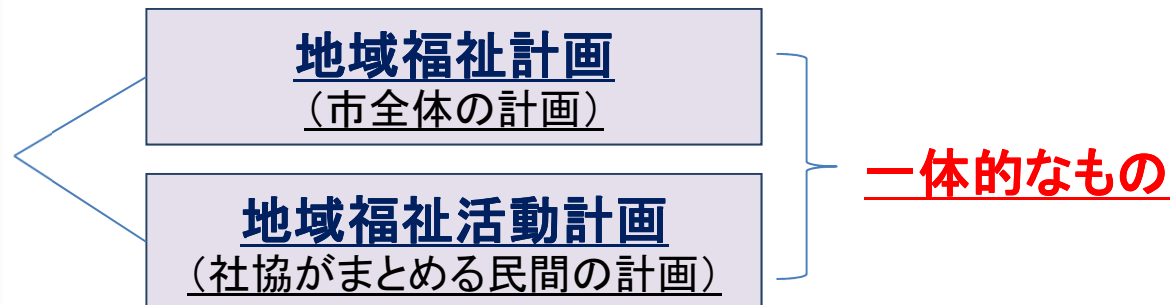 地域福祉計画
（市全体の計画）
一体的なもの
地域福祉活動計画
（社協がまとめる民間の計画）